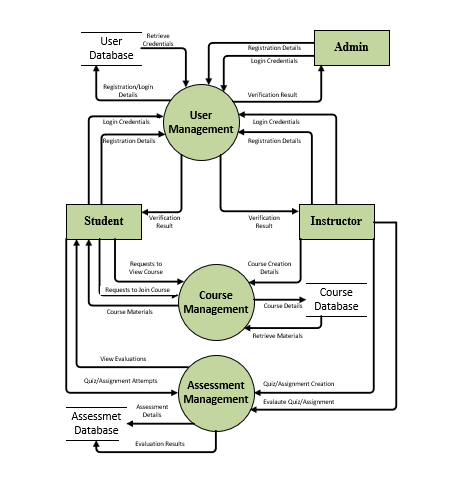 User
Database
Retrieve
Credentials
Registration Details
Login Credentials
Admin
Registration/Login
Details
Verification Result
User
Management
Login Credentials
Registration Details
Login Credentials
Registration Details
Student
Verification
Result
Verification
Result
Instructor
Requests to
View Course
Course Creation
Details
Requests to Join Course
Course Materials
Course
Management
Course Details
Course
Database
Retrieve Materials
View Evaluations
Quiz/Assignment Attempts
Assessment
Management
Quiz/Assignment Creation
Evalaute Quiz/Assignment
Assessmet
Database
Assessment
Details
Evaluation Results